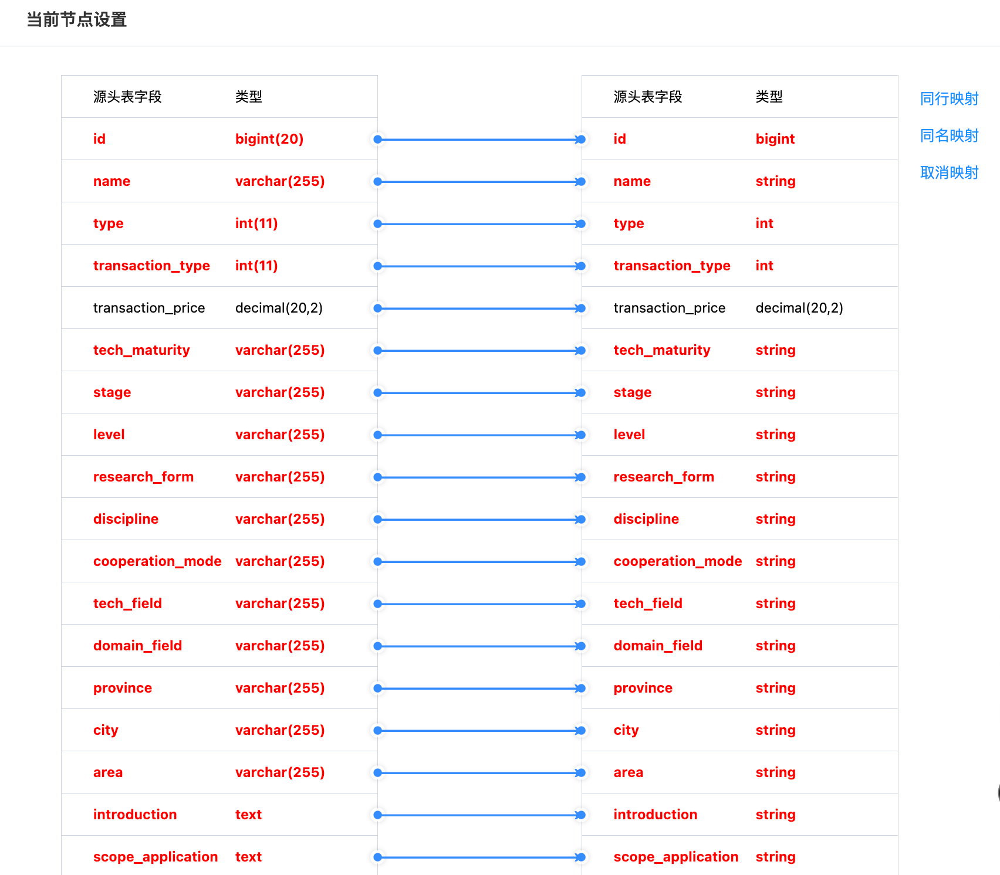 当前节点设置
源头表字段 类型 源头表字段 类型 同行映射
id bigint(20) id bigint 同名映射
name varchar(255) name string 取消映射
type int(11) type int
transaction_type int(11) transaction_type int
transaction_price decimal(20,2) transaction_price decimal(20,2)
tech_maturity varchar(255) tech_maturity string
stage varchar(255) stage string
level varchar(255) level string
research_form varchar(255) research_form string
discipline varchar(255) discipline string
cooperation_mode varchar(255) cooperation_mode string
tech_field varchar(255) tech_field string
domain_field varchar(255) domain_field string
province varchar(255) province string
city varchar(255) city string
area varchar(255) area string
introduction text introduction string
scope_application text scope_application string